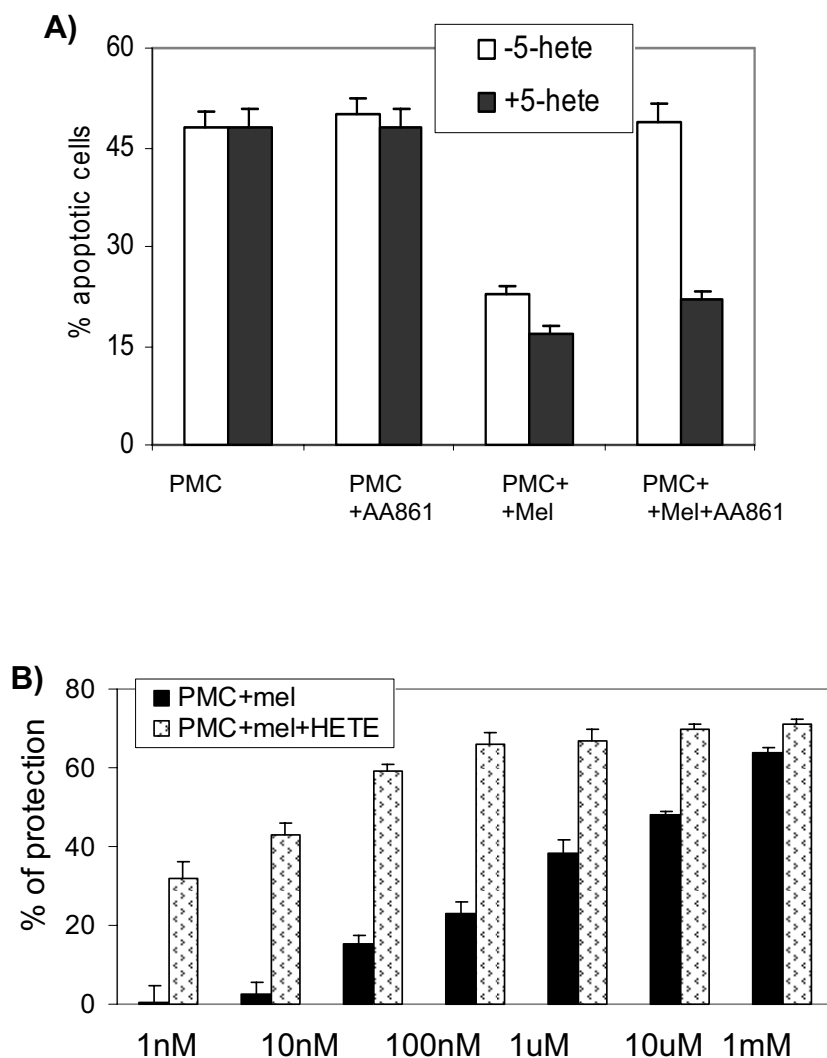 A)
60
-5-hete
+5-hete
45
30
15
0
% apoptotic cells
PMC PMC PMC+ PMC+
+AA861 +Mel +Mel+AA861
B)
80
PMC+mel
PMC+mel+HETE
60
40
20
0
% of protection
1nM 10nM 100nM 1uM 10uM 1mM